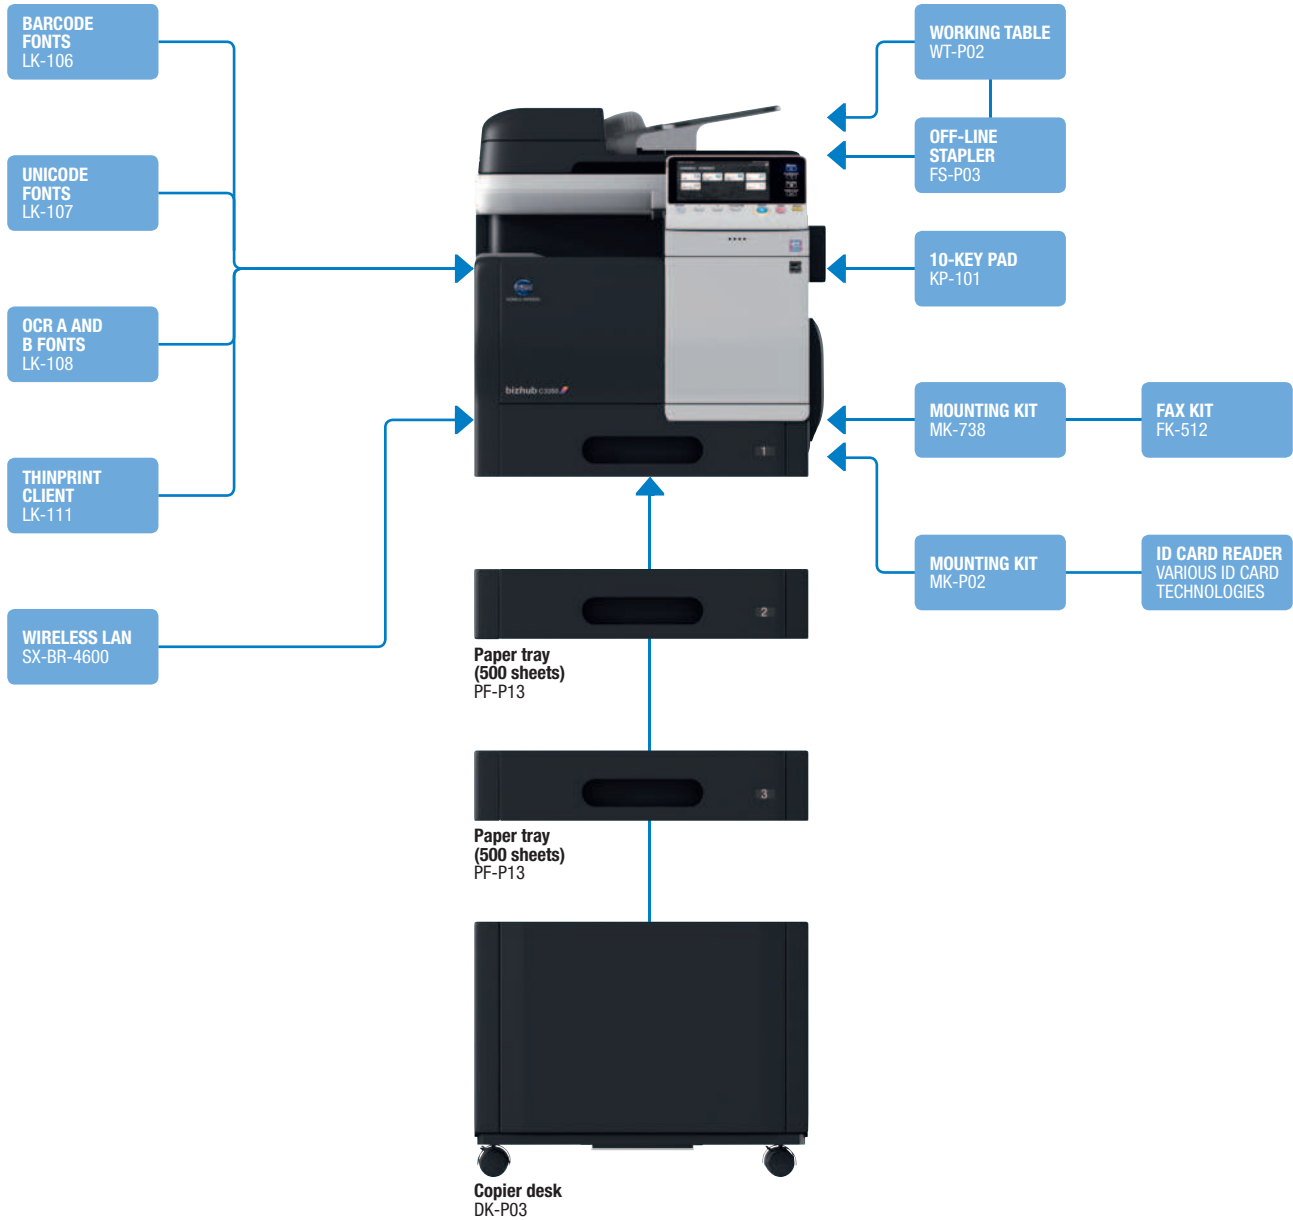 BARCODE
FONTS
LK-106
UNICODE
FONTS
LK-107
OCR A AND
B FONTS
LK-108
THINPRINT
CLIENT
LK-111
WIRELESS LAN
SX-BR-4600
WORKING TABLE
WT-P02
OFF-LINE
STAPLER
FS-P03
10-KEY PAD
KP-101
MOUNTING KIT
MK-738
FAX KIT
FK-512
MOUNTING KIT
MK-P02
ID CARD READER
VARIOUS ID CARD
TECHNOLOGIES
bizhub
1
2
Paper tray
(500 sheets)
PF-P13
3
Paper tray
(500 sheets)
PF-P13
Copier desk
DK-P03